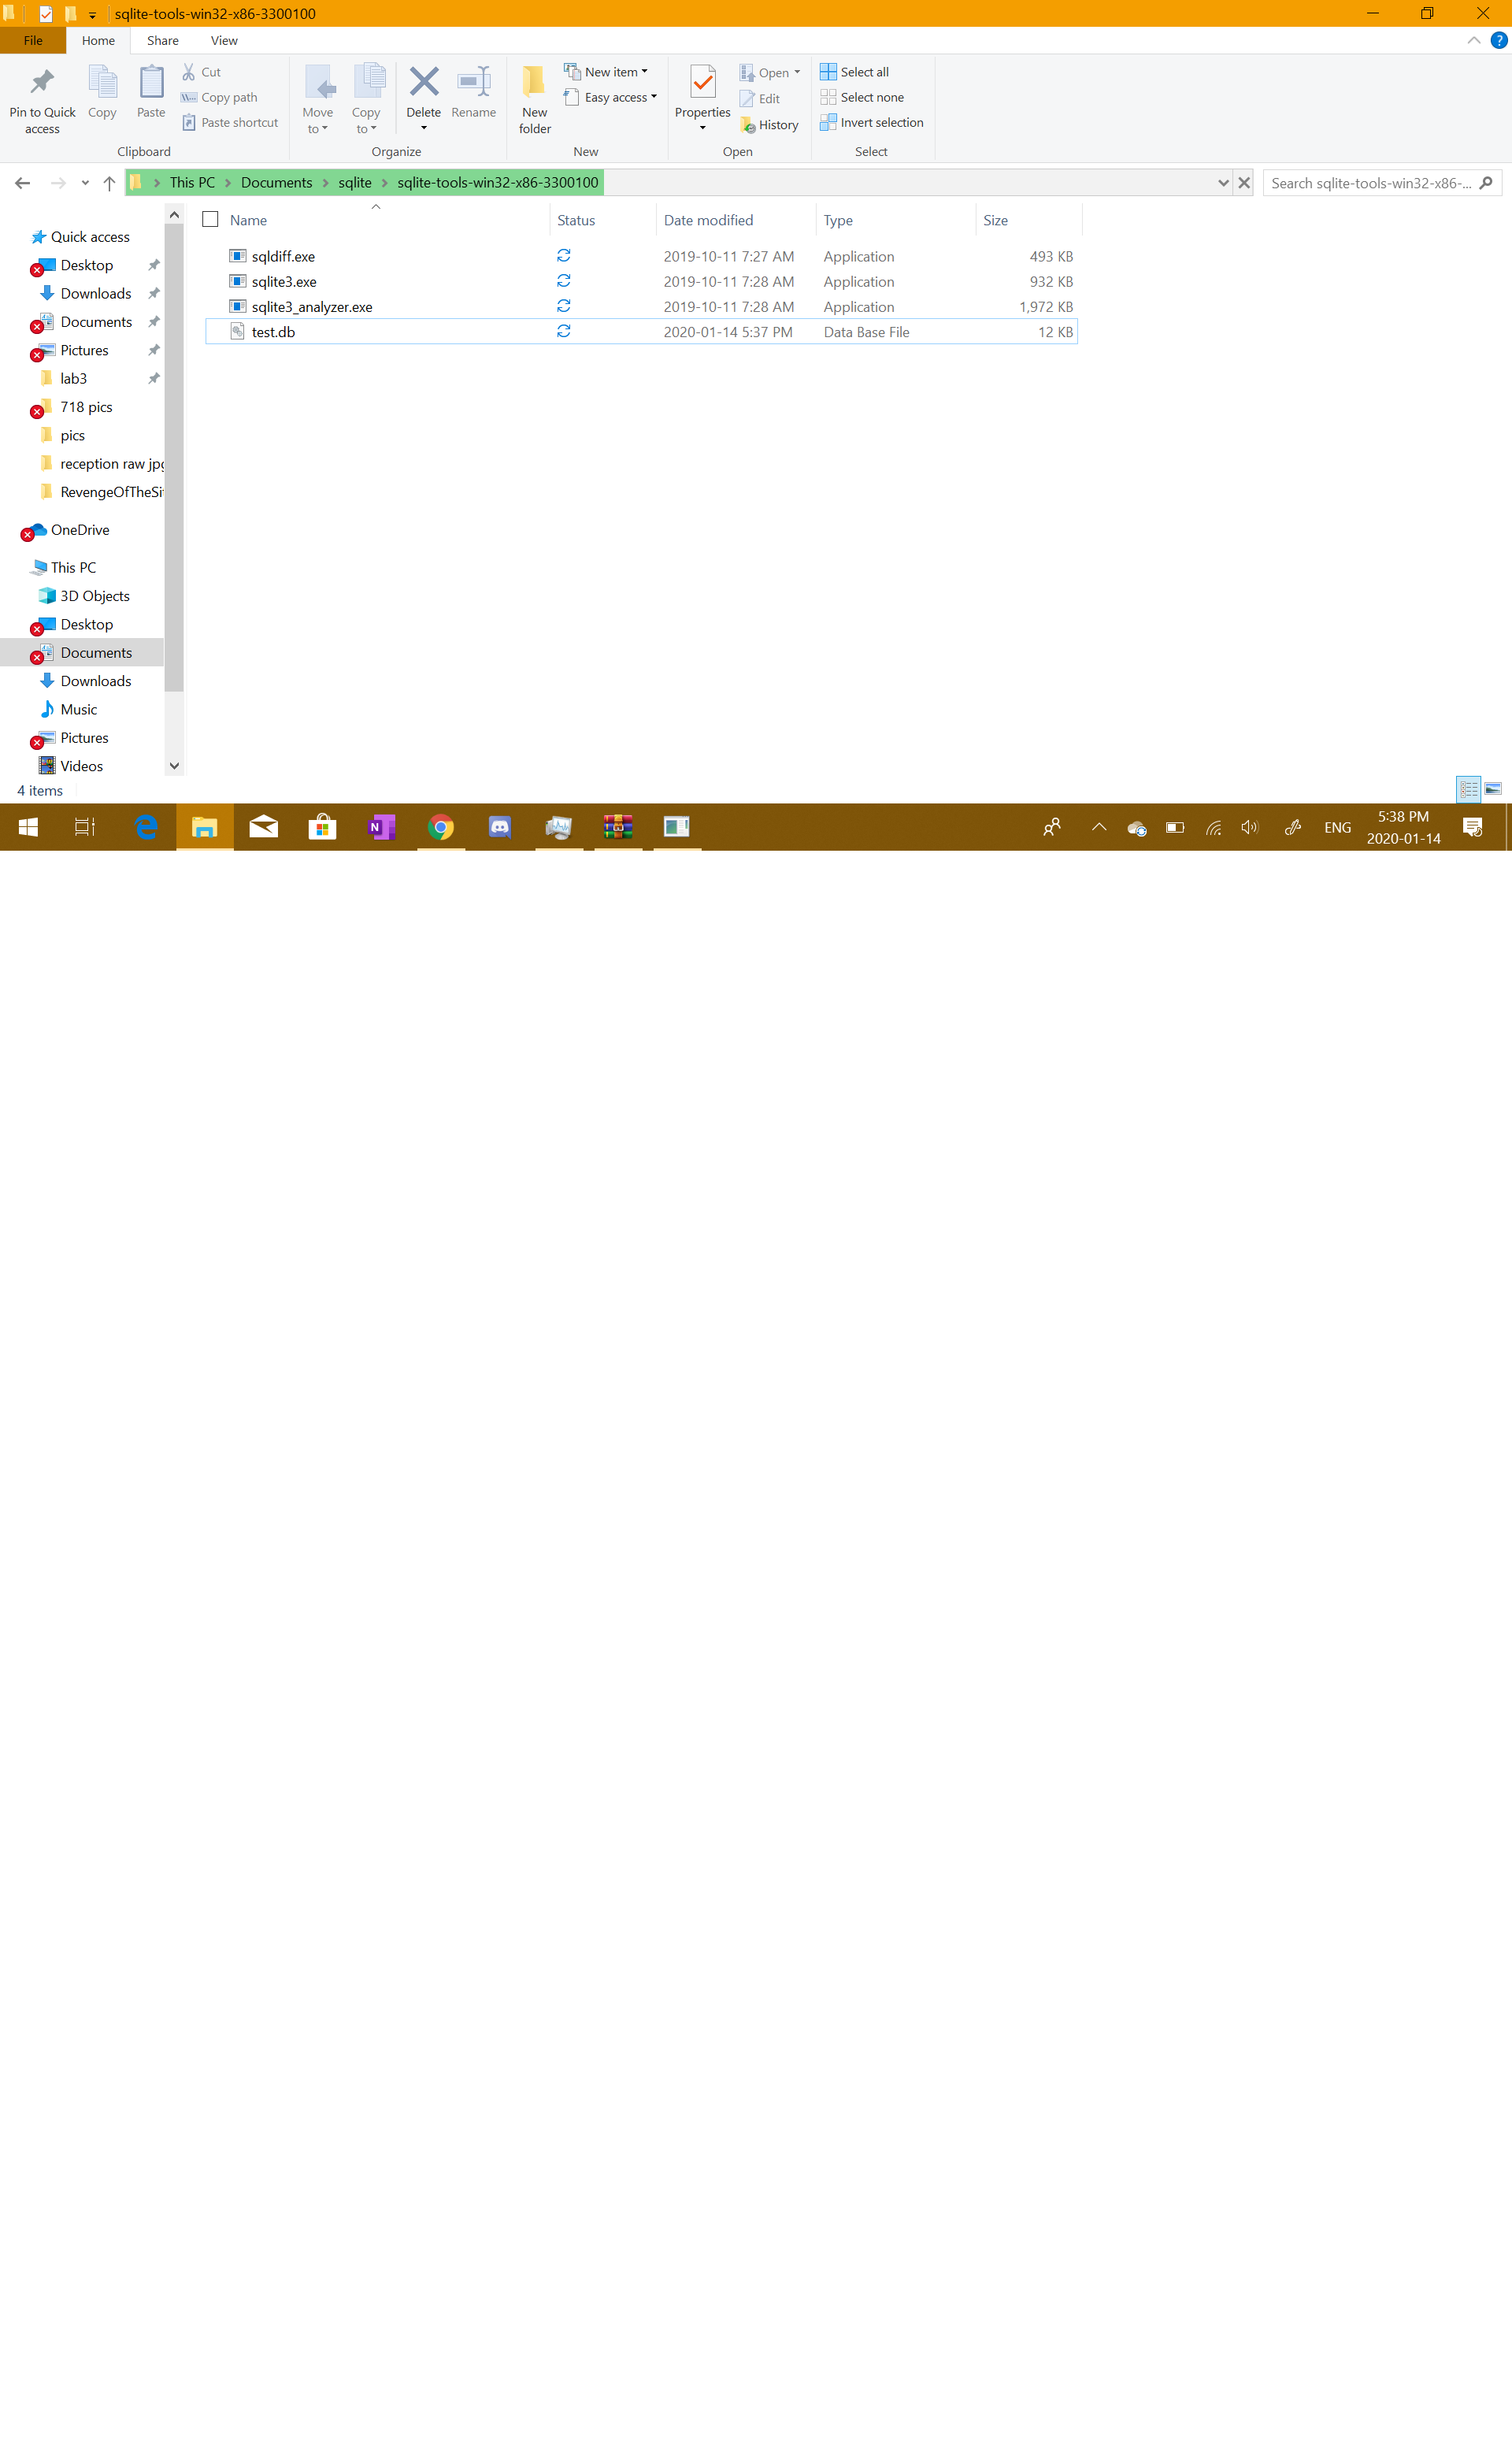 sqlite-tools-win32-x86-3300100
File Home Share View
Pin to Quick access
Copy
Paste
Cut
Copy path
Paste shortcut
Clipboard
Move to
Copy to
Delete
Rename
Organize
New folder
New item
Easy access
New
Properties
Open
Edit
History
Open
Select all
Select none
Invert selection
Select
This PC > Documents > sqlite > sqlite-tools-win32-x86-3300100
Search sqlite-tools-win32-x86-...
Quick access
Desktop
Downloads
Documents
Pictures
lab3
718 pics
pics
reception raw jpg
RevengeOfTheSi
OneDrive
This PC
3D Objects
Desktop
Documents
Downloads
Music
Pictures
Videos
Name Status Date modified Type Size
sqldiff.exe 2019-10-11 7:27 AM Application 493 KB
sqlite3.exe 2019-10-11 7:28 AM Application 932 KB
sqlite3_analyzer.exe 2019-10-11 7:28 AM Application 1,972 KB
test.db 2020-01-14 5:37 PM Data Base File 12 KB
4 items
ENG
5:38 PM
2020-01-14